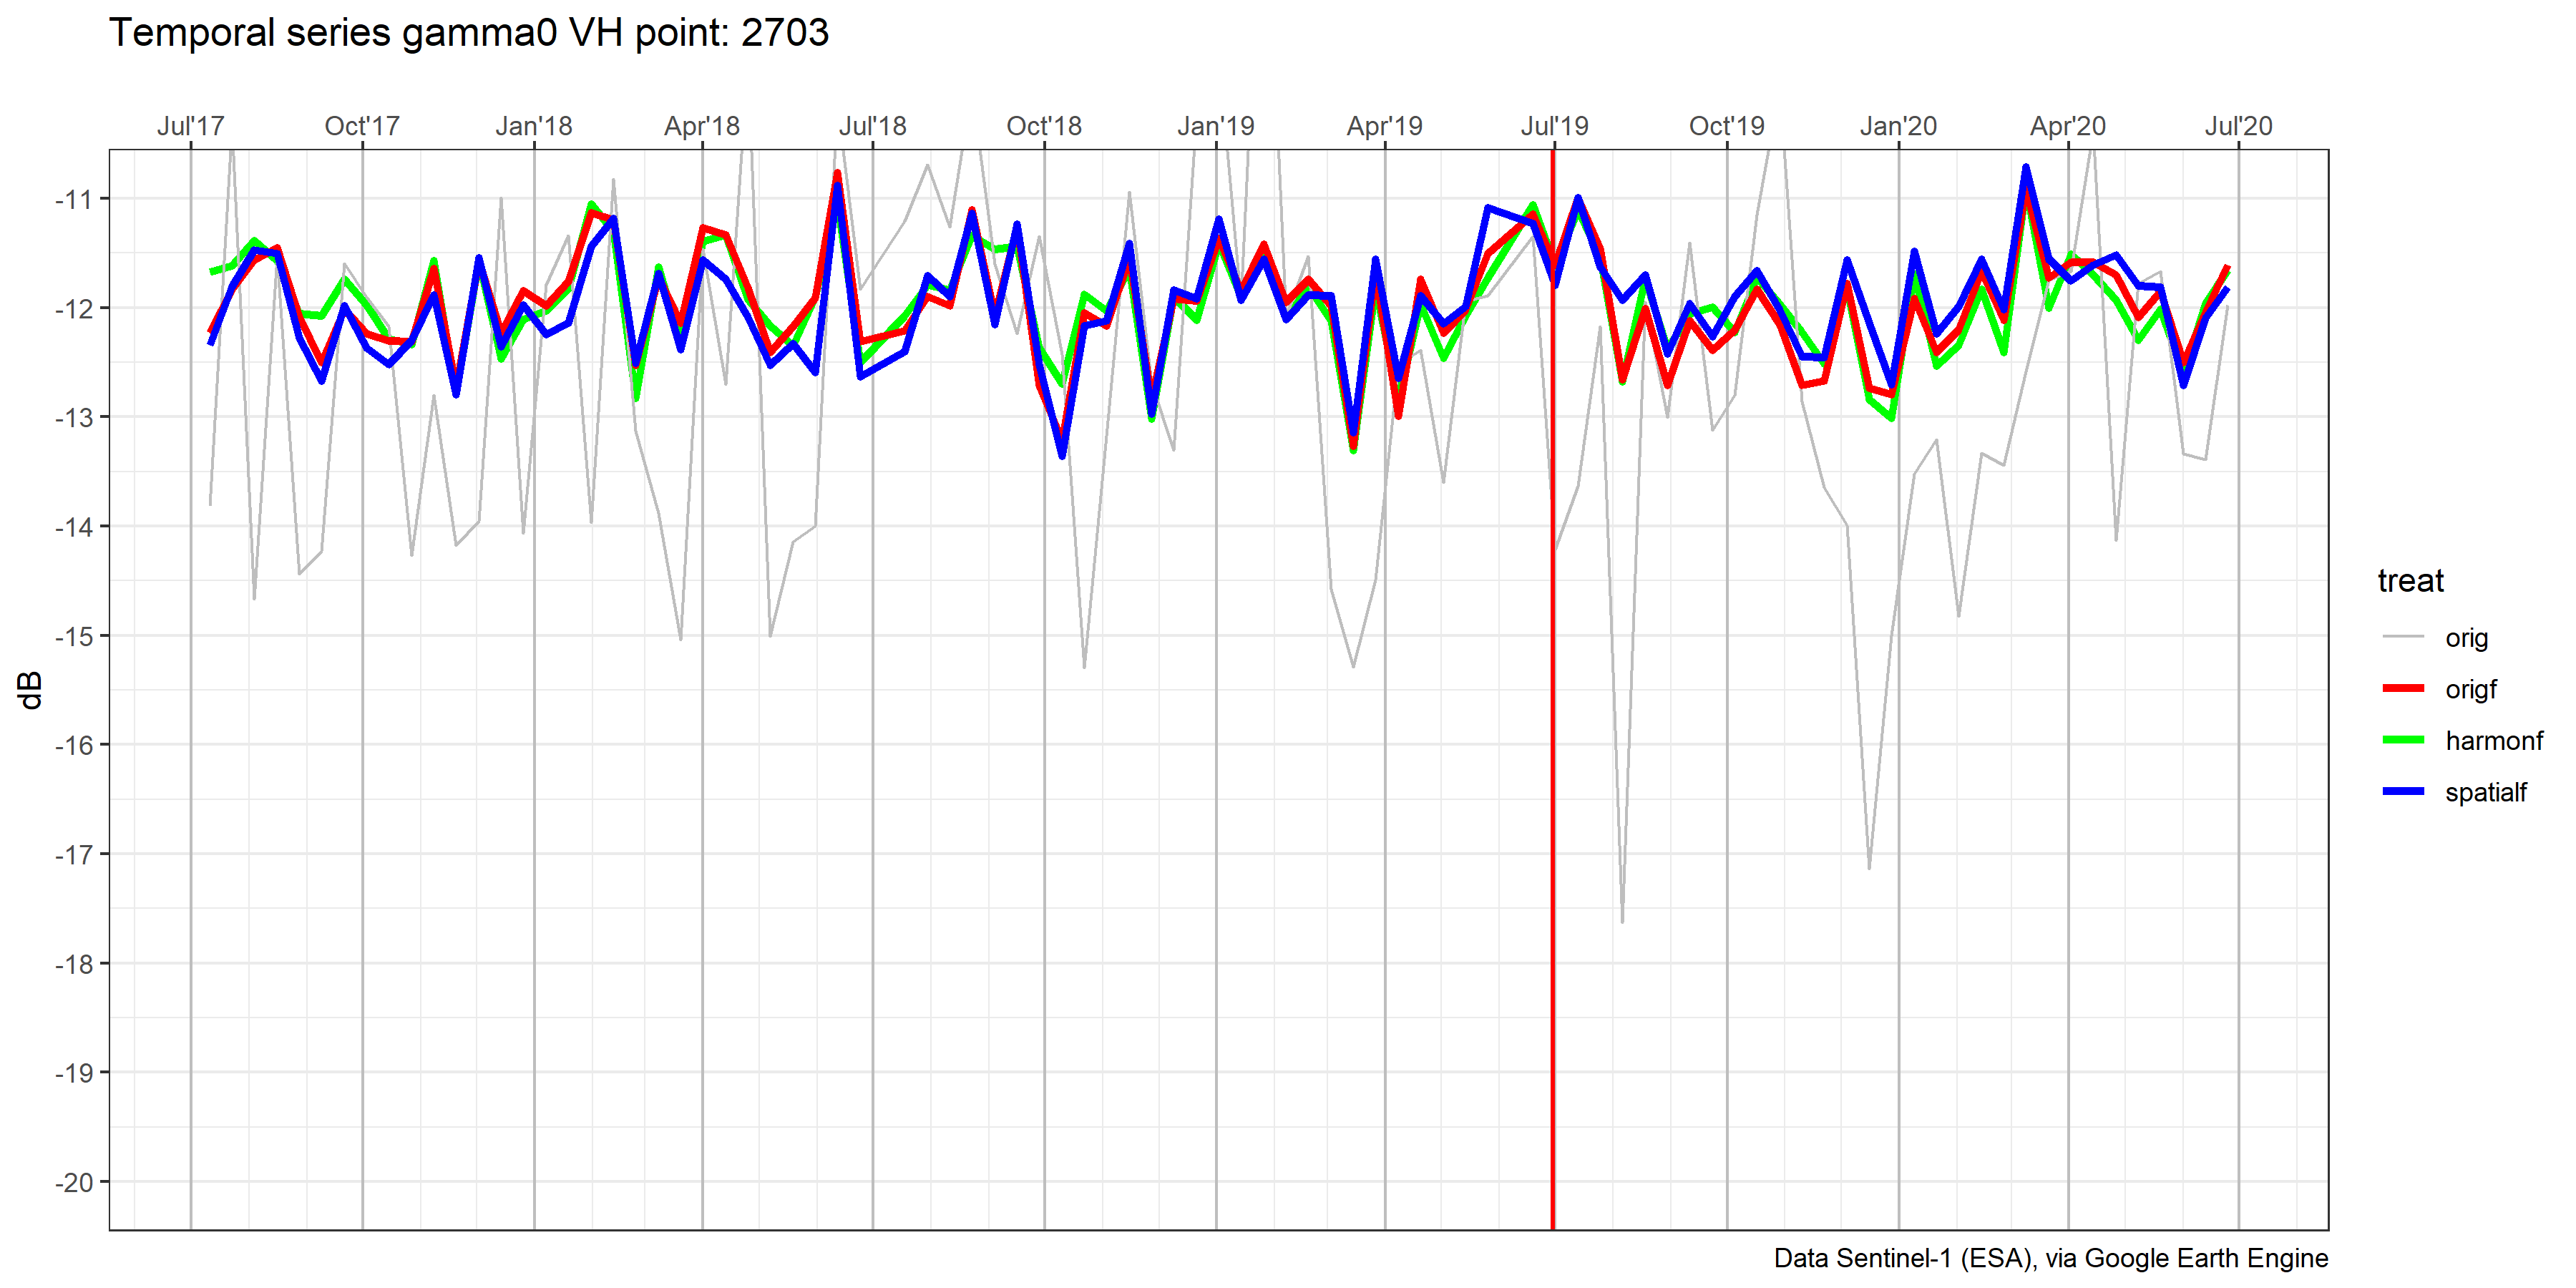 Temporal series gamma0 VH point: 2703
Jul'17 Oct'17 Jan'18 Apr'18 Jul'18 Oct'18 Jan'19 Apr'19 Jul'19 Oct'19 Jan'20 Apr'20 Jul'20
-11
-12
-13
-14
-15
-16
-17
-18
-19
-20
dB
treat
orig
origf
harmonf
spatialf
Data Sentinel-1 (ESA), via Google Earth Engine